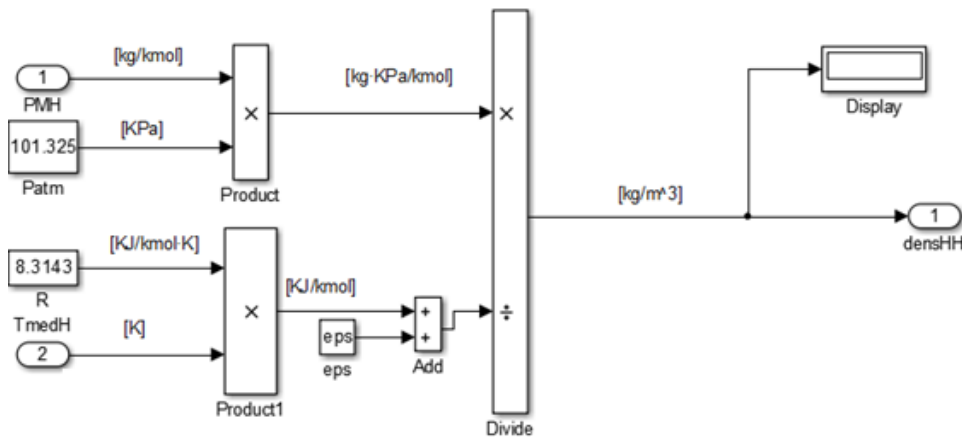 [kg/kmol]
1
PMH
[KPa]
101.325
Patm
×
Product
[kg·KPa/kmol]
×
÷
Divide
[kg/m^3]
Display
1
densHH
[KJ/kmol·K]
8.3143
R
TmedH
[K]
2
×
Product1
[KJ/kmol]
eps
eps
+
+
Add